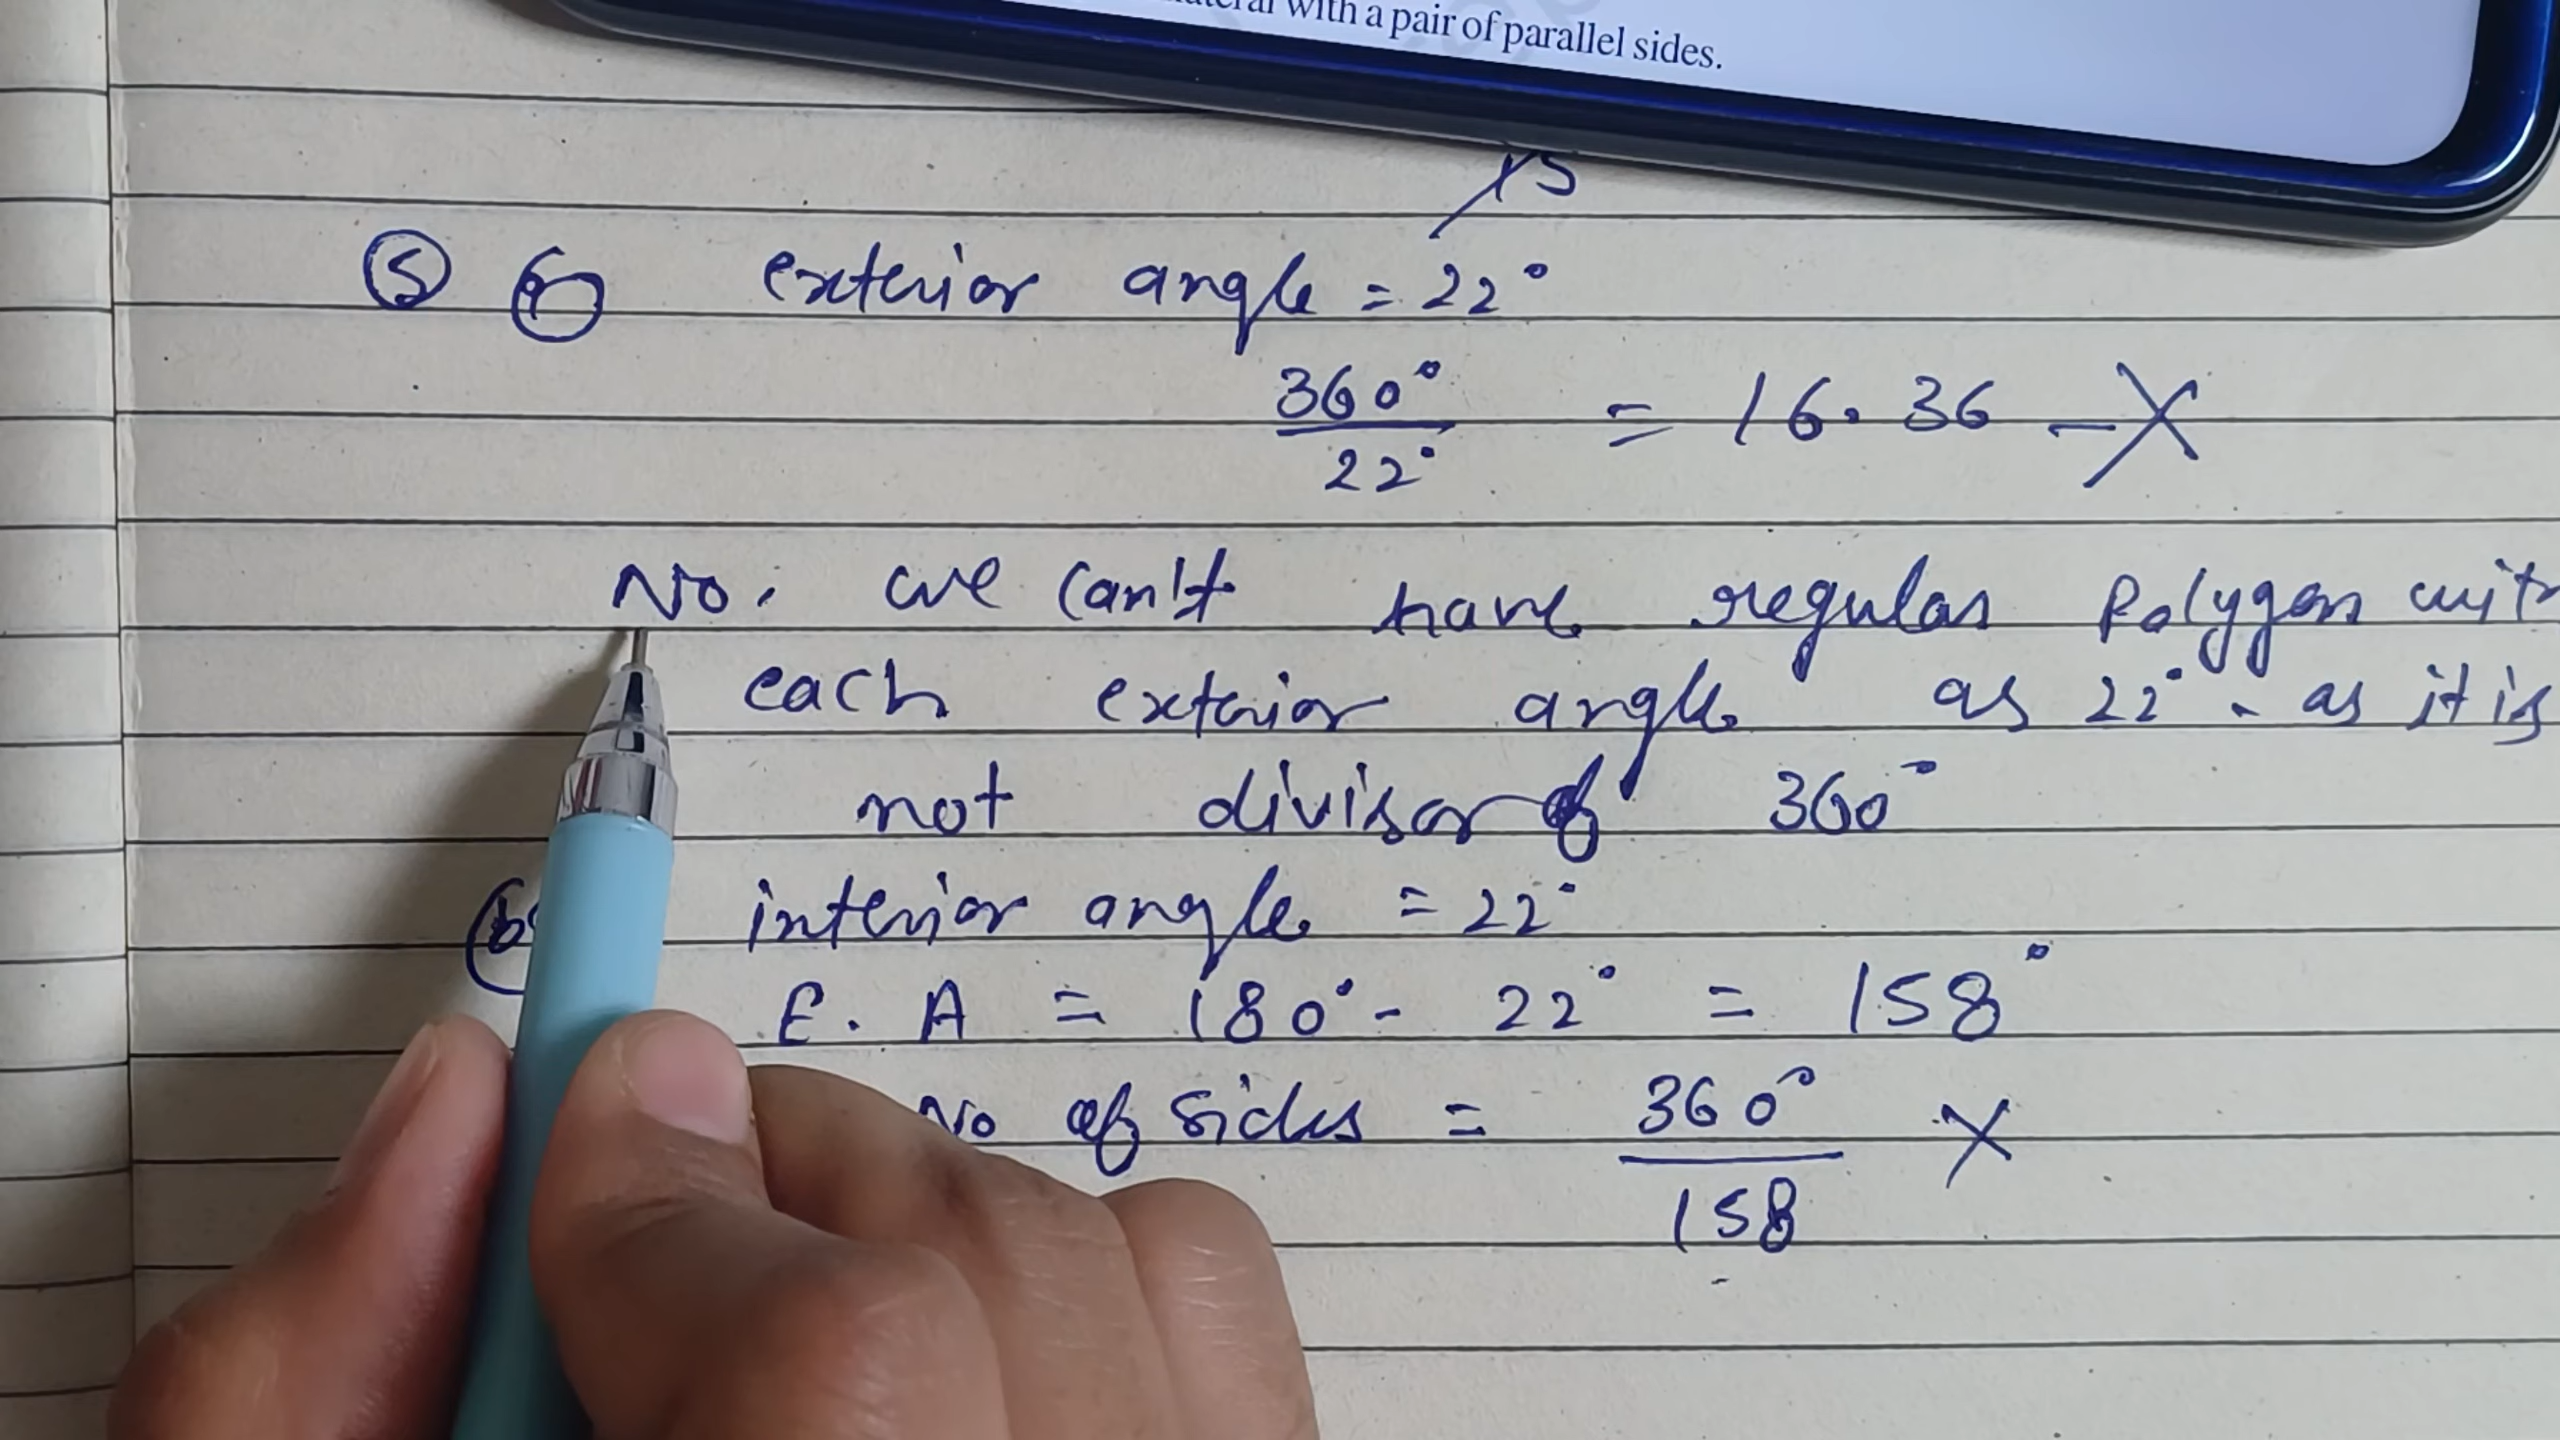 with a pair of parallel sides.
15
5 exterior angle = 22°
360° / 22° = 16.36 - X
No. we can't have regular Polygon with
each exterior angle as 22°. as it is
not divisor of 360°
b interior angle = 22°
E. A = 180° - 22° = 158°
No of sides = 360° / 158 X